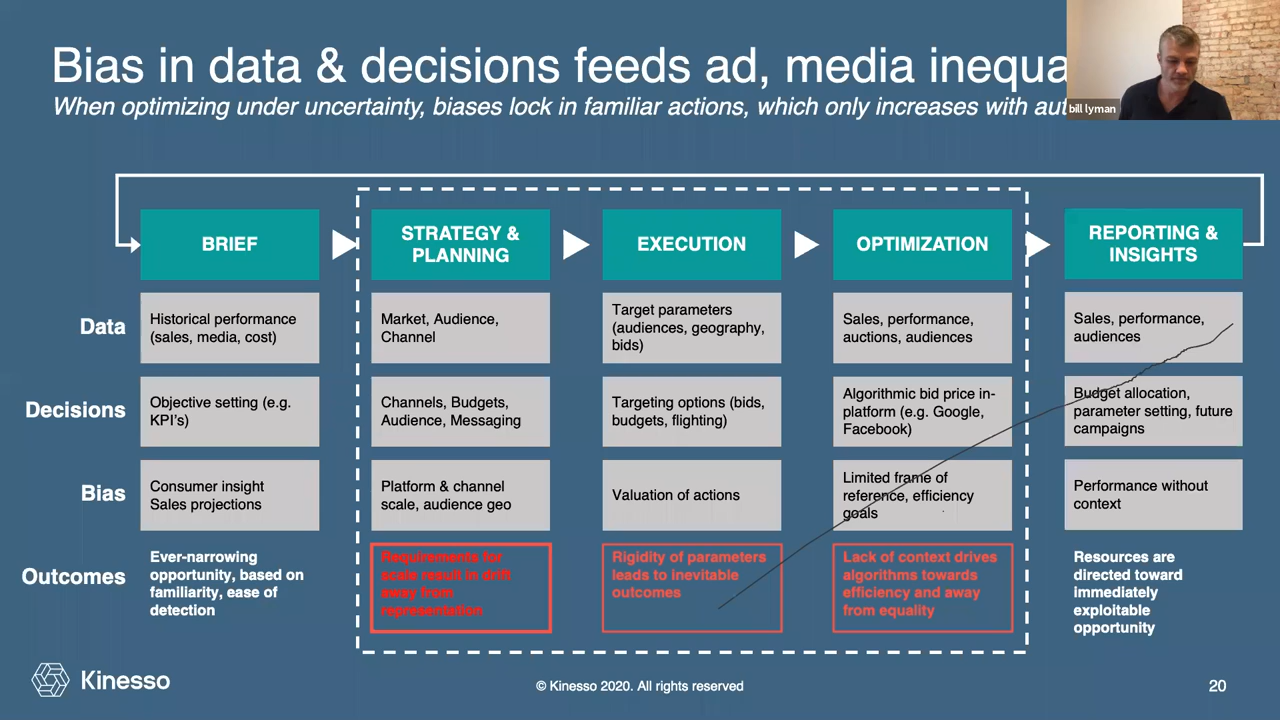 Bias in data & decisions feeds ad, media
When optimizing under uncertainty, biases lock in familiar actions, which only increases with
bill lyman
BRIEF
STRATEGY &
PLANNING
EXECUTION
OPTIMIZATION
REPORTING &
INSIGHTS
Data
Historical performance
(sales, media, cost)
Market, Audience,
Channel
Target parameters
(audiences, geography,
bids)
Sales, performance,
auctions, audiences
Sales, performance,
audiences
Decisions
Objective setting (e.g.
KPI's)
Channels, Budgets,
Audience, Messaging
Targeting options (bids,
budgets, flighting)
Algorithmic bid price in-
platform (e.g. Google,
Facebook)
Budget allocation,
parameter setting, future
campaigns
Bias
Consumer insight
Sales projections
Platform & channel
scale, audience geo
Valuation of actions
Limited frame of
reference, efficiency
goals
Performance without
context
Outcomes
Ever-narrowing
opportunity, based on
familiarity, ease of
detection
Requirements for
scale result in drift
away from
representation
Rigidity of parameters
leads to inevitable
outcomes
Lack of context drives
algorithms towards
efficiency and away
from equality
Resources are
directed toward
immediately
exploitable
opportunity
Kinesso
© Kinesso 2020. All rights reserved
20